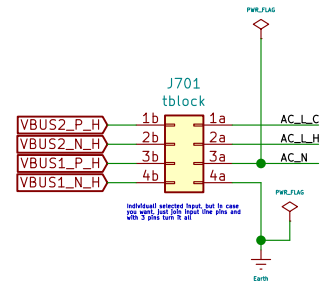 PWR_FLAG
J701
tblock
VBUS2_P_H 1b 1a AC_L_C
VBUS2_N_H 2b 2a AC_L_H
VBUS1_P_H 3b 3a AC_N
VBUS1_N_H 4b 4a
PWR_FLAG
Individuall selected input, but in case
you want, just join input line pins and
with 3 pins turn it all
Earth